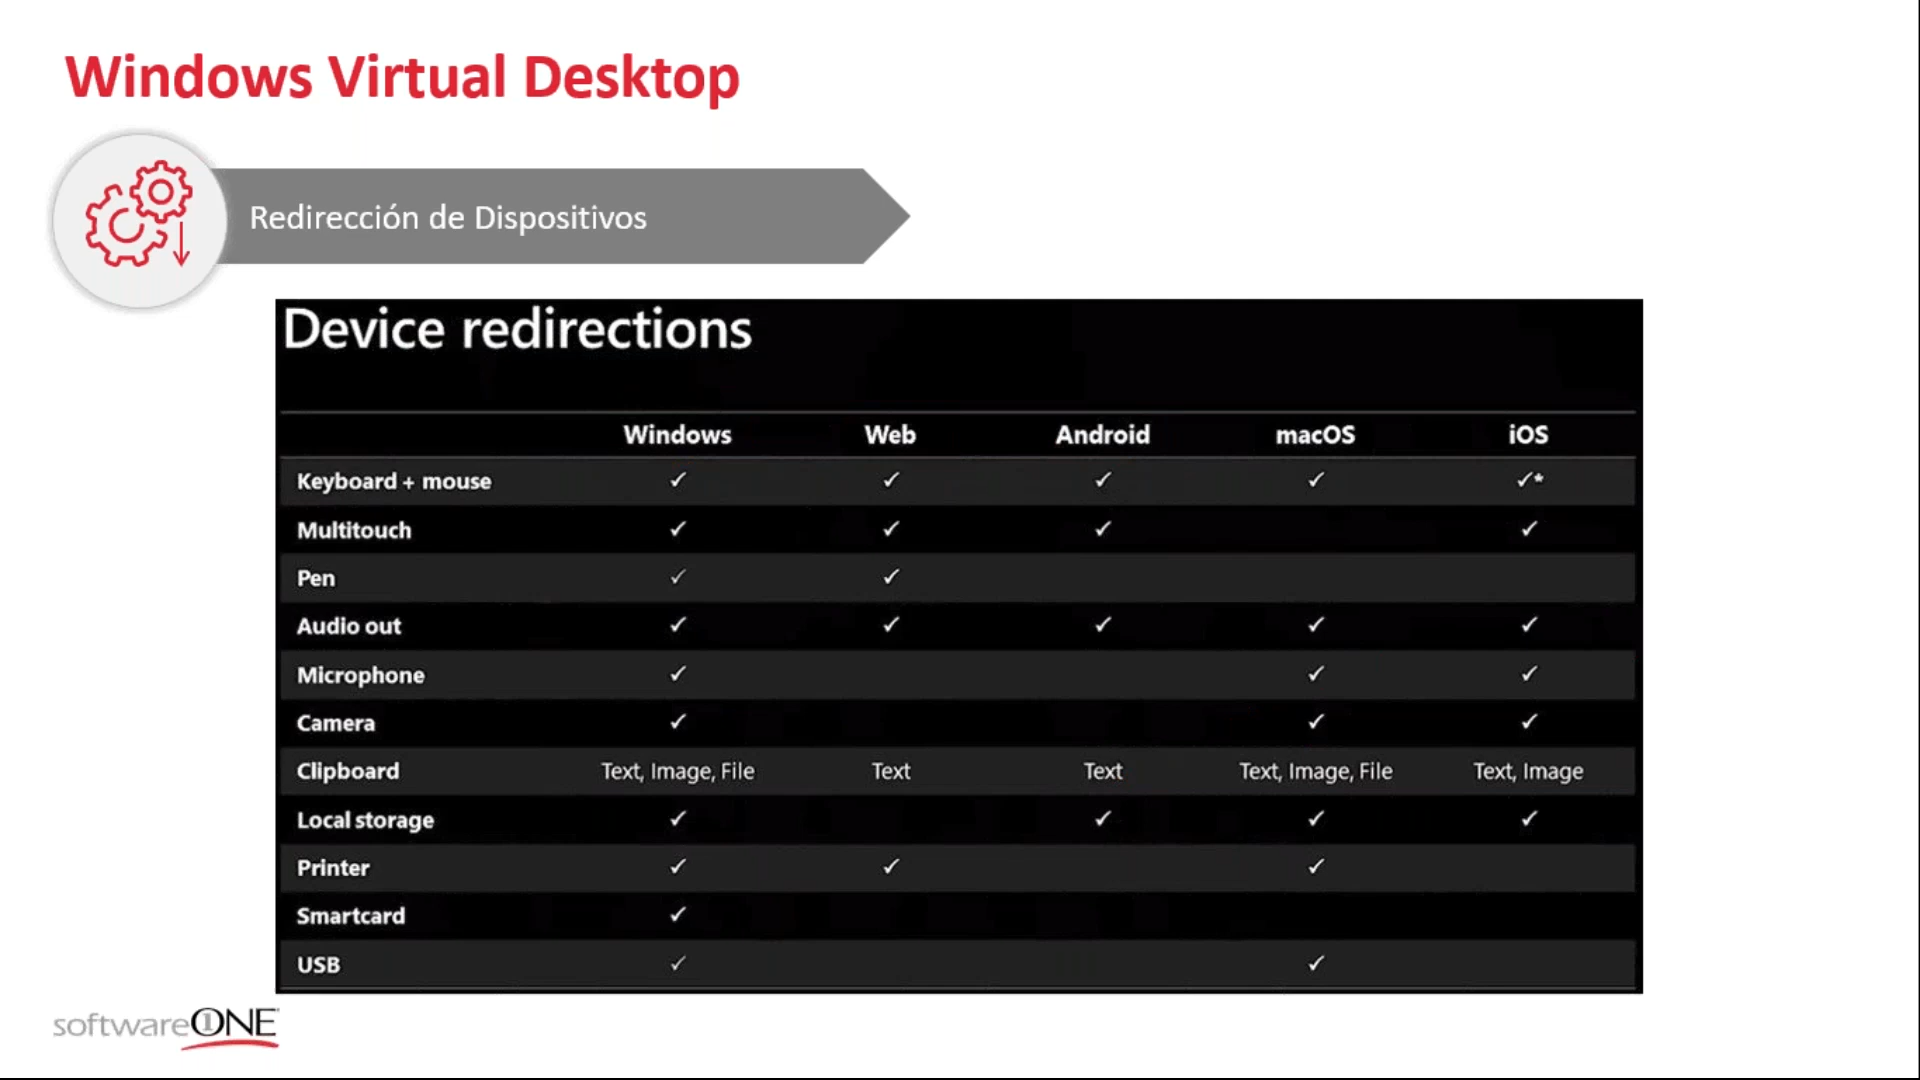 Windows Virtual Desktop
Redirección de Dispositivos
Device redirections
Windows Web Android macOS iOS
Keyboard + mouse ✓ ✓ ✓ ✓ ✓*
Multitouch ✓ ✓ ✓ ✓
Pen ✓ ✓
Audio out ✓ ✓ ✓ ✓ ✓
Microphone ✓ ✓ ✓
Camera ✓ ✓ ✓
Clipboard Text, Image, File Text Text Text, Image, File Text, Image
Local storage ✓ ✓ ✓ ✓
Printer ✓ ✓ ✓
Smartcard ✓
USB ✓ ✓
softwareONE